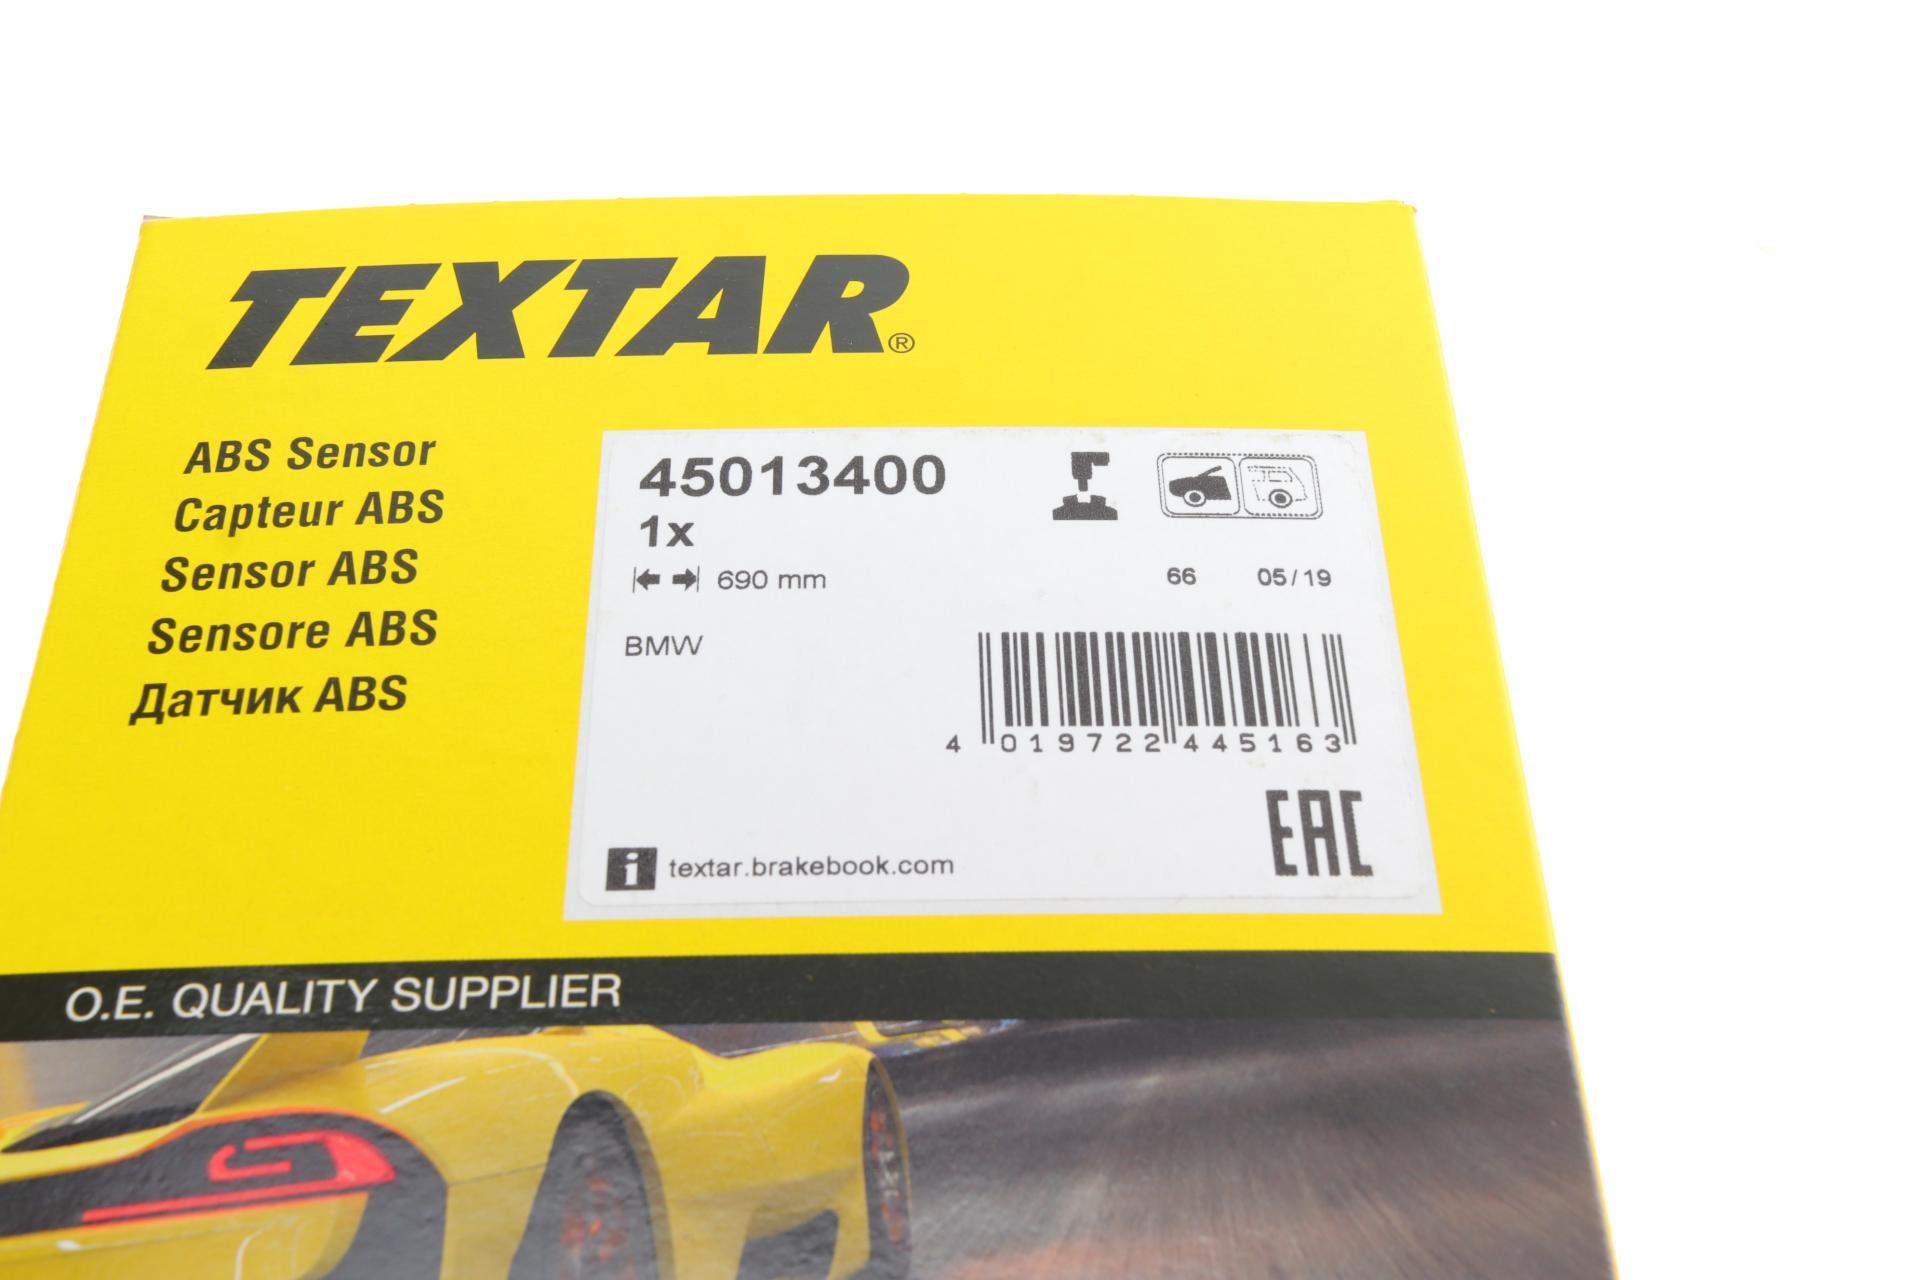 TEXTAR®
ABS Sensor
Capteur ABS
Sensor ABS
Sensore ABS
Датчик ABS
45013400
1x
690 mm
66 05/19
BMW
4 019722 445163
EAC
i textar.brakebook.com
O.E. QUALITY SUPPLIER